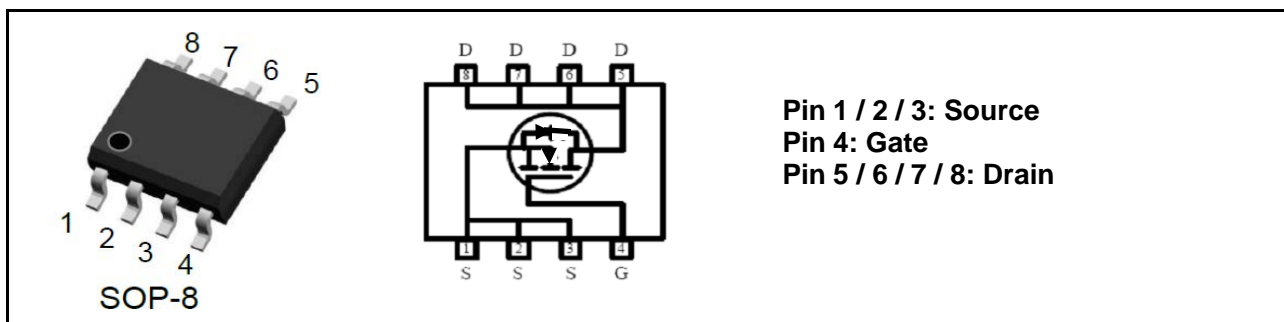 8
7
6
5
1
2
3
4
SOP-8
D D D D
8 7 6 5
1 2 3 4
S S S G
Pin 1 / 2 / 3: Source
Pin 4: Gate
Pin 5 / 6 / 7 / 8: Drain